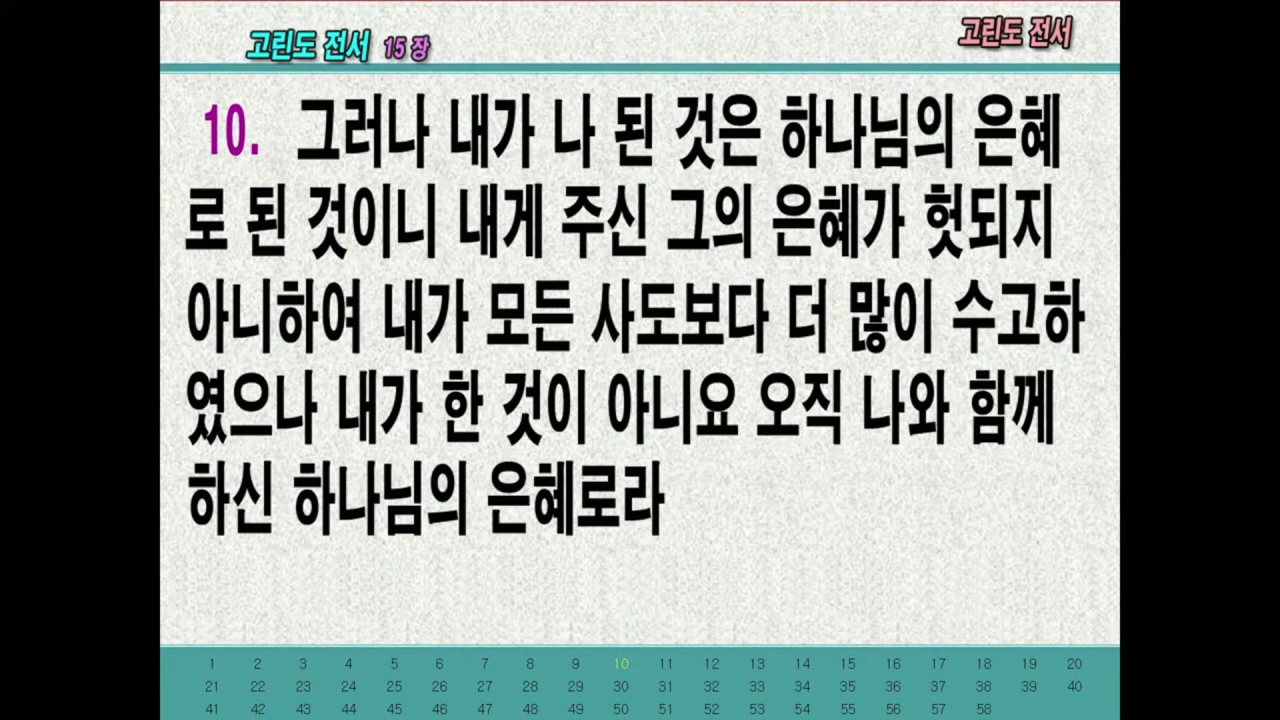 고린도 전서 15 장
고린도 전서
10. 그러나 내가 나 된 것은 하나님의 은혜
로 된 것이니 내게 주신 그의 은혜가 헛되지
아니하여 내가 모든 사도보다 더 많이 수고하
였으나 내가 한 것이 아니요 오직 나와 함께
하신 하나님의 은혜로라
1 2 3 4 5 6 7 8 9 10 11 12 13 14 15 16 17 18 19 20
21 22 23 24 25 26 27 28 29 30 31 32 33 34 35 36 37 38 39 40
41 42 43 44 45 46 47 48 49 50 51 52 53 54 55 56 57 58